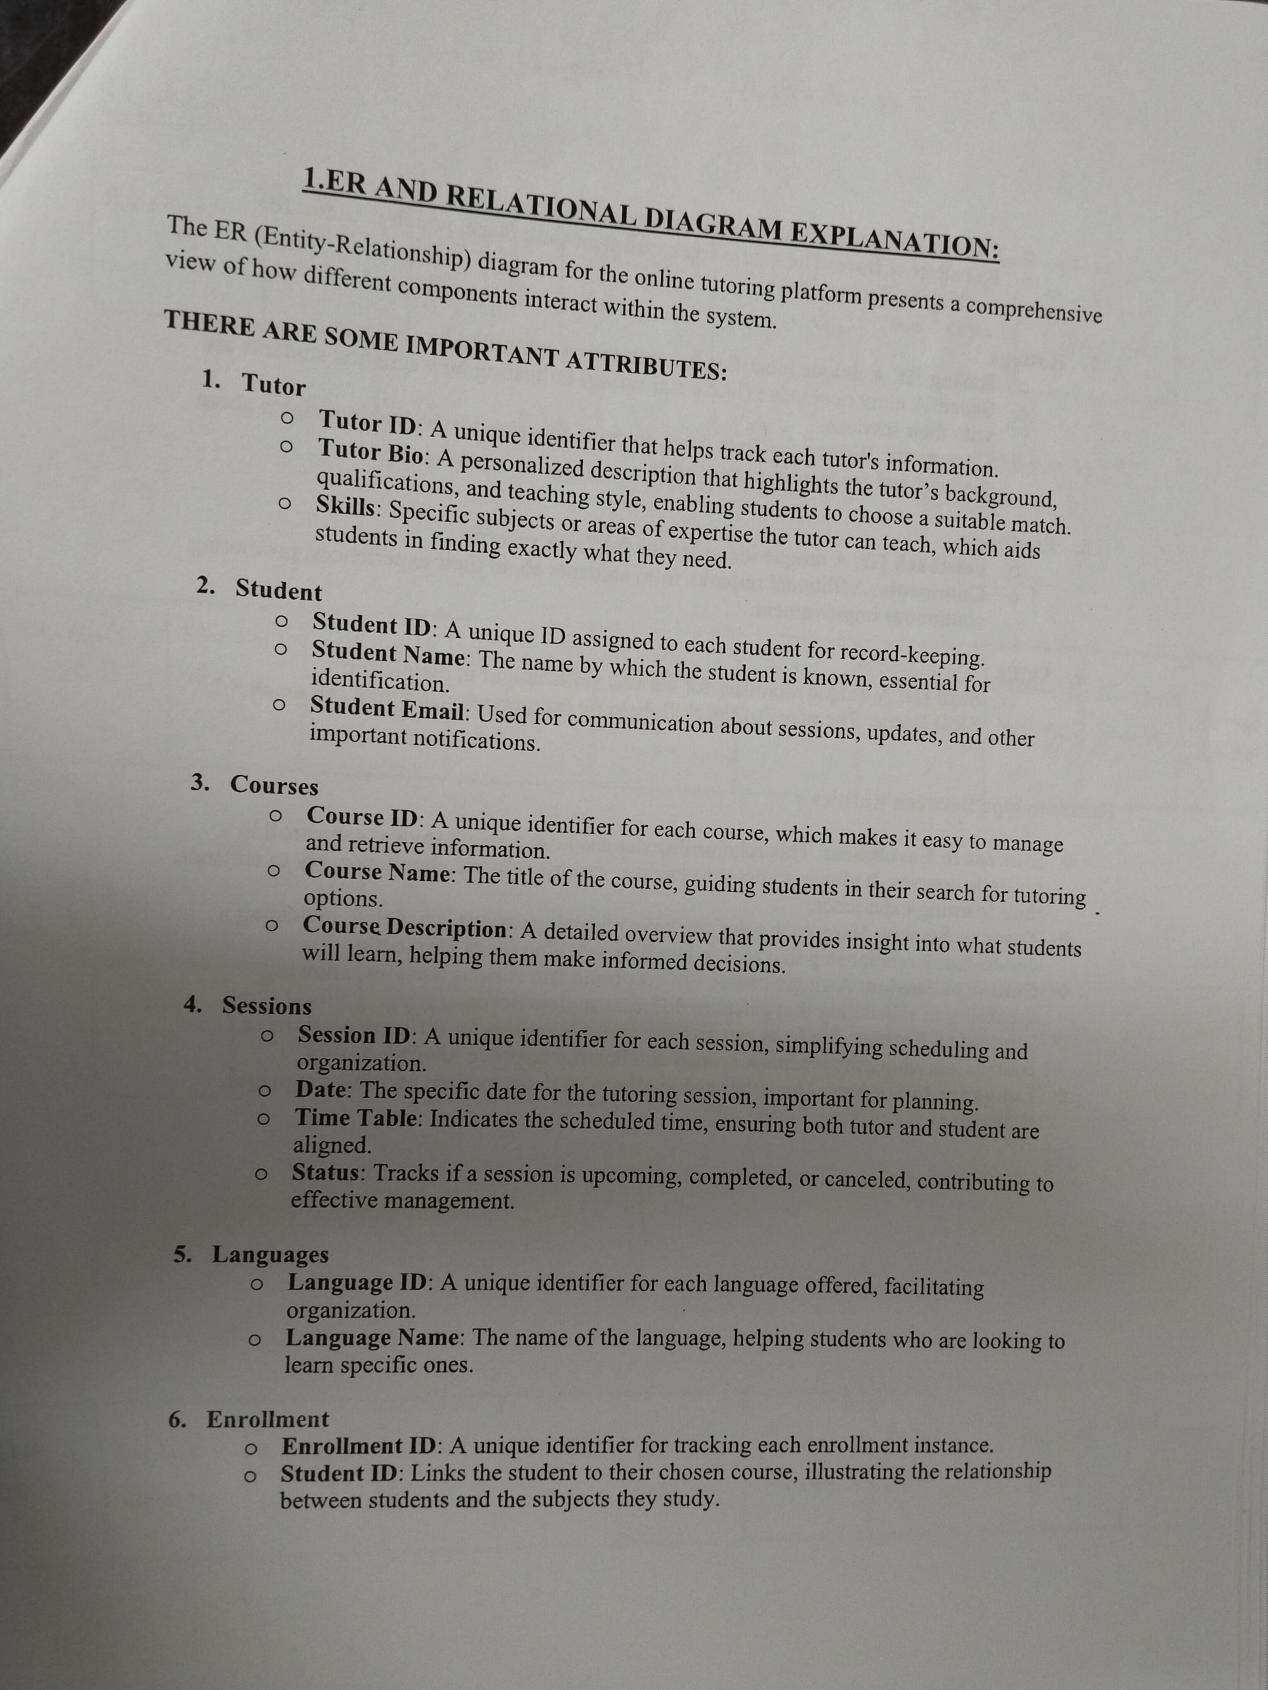 1.ER AND RELATIONAL DIAGRAM EXPLANATION:
The ER (Entity-Relationship) diagram for the online tutoring platform presents a comprehensive
view of how different components interact within the system.
THERE ARE SOME IMPORTANT ATTRIBUTES:
1. Tutor
o Tutor ID: A unique identifier that helps track each tutor's information.
o Tutor Bio: A personalized description that highlights the tutor’s background,
qualifications, and teaching style, enabling students to choose a suitable match.
o Skills: Specific subjects or areas of expertise the tutor can teach, which aids
students in finding exactly what they need.
2. Student
o Student ID: A unique ID assigned to each student for record-keeping.
o Student Name: The name by which the student is known, essential for
identification.
o Student Email: Used for communication about sessions, updates, and other
important notifications.
3. Courses
o Course ID: A unique identifier for each course, which makes it easy to manage
and retrieve information.
o Course Name: The title of the course, guiding students in their search for tutoring
options.
o Course Description: A detailed overview that provides insight into what students
will learn, helping them make informed decisions.
4. Sessions
o Session ID: A unique identifier for each session, simplifying scheduling and
organization.
o Date: The specific date for the tutoring session, important for planning.
o Time Table: Indicates the scheduled time, ensuring both tutor and student are
aligned.
o Status: Tracks if a session is upcoming, completed, or canceled, contributing to
effective management.
5. Languages
o Language ID: A unique identifier for each language offered, facilitating
organization.
o Language Name: The name of the language, helping students who are looking to
learn specific ones.
6. Enrollment
o Enrollment ID: A unique identifier for tracking each enrollment instance.
o Student ID: Links the student to their chosen course, illustrating the relationship
between students and the subjects they study.